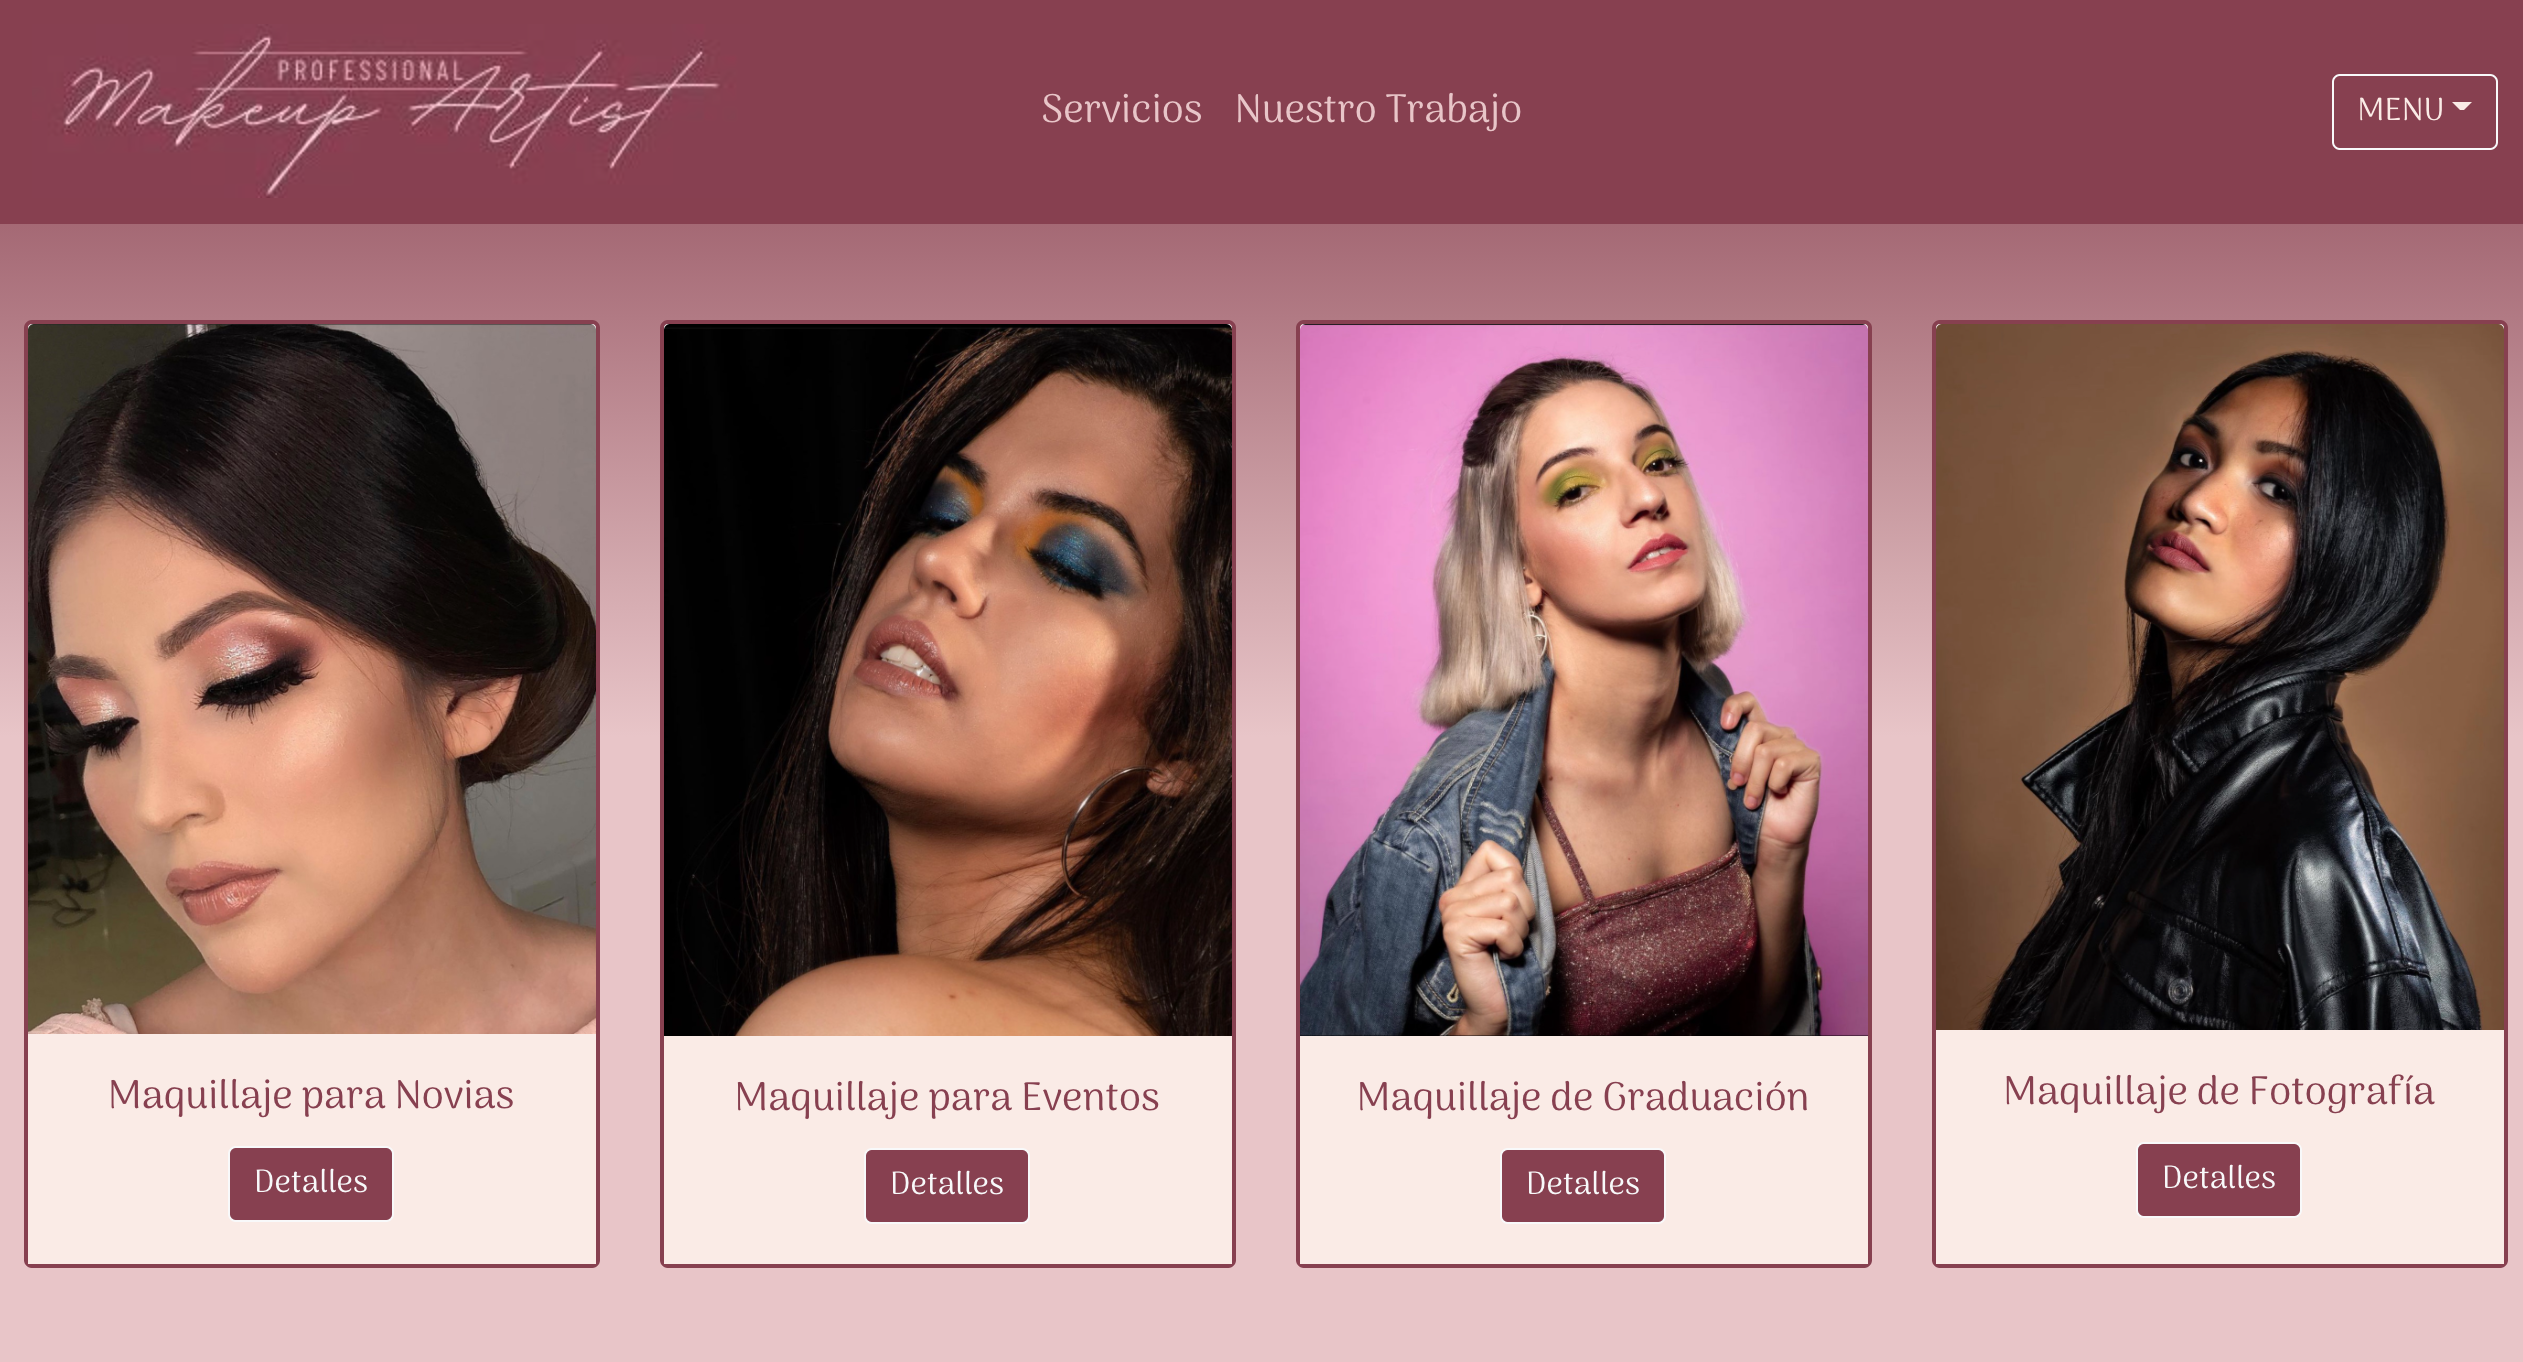 PROFESSIONAL
Makeup Artist
Servicios Nuestro Trabajo
MENU
Maquillaje para Novias
Detalles
Maquillaje para Eventos
Detalles
Maquillaje de Graduación
Detalles
Maquillaje de Fotografía
Detalles